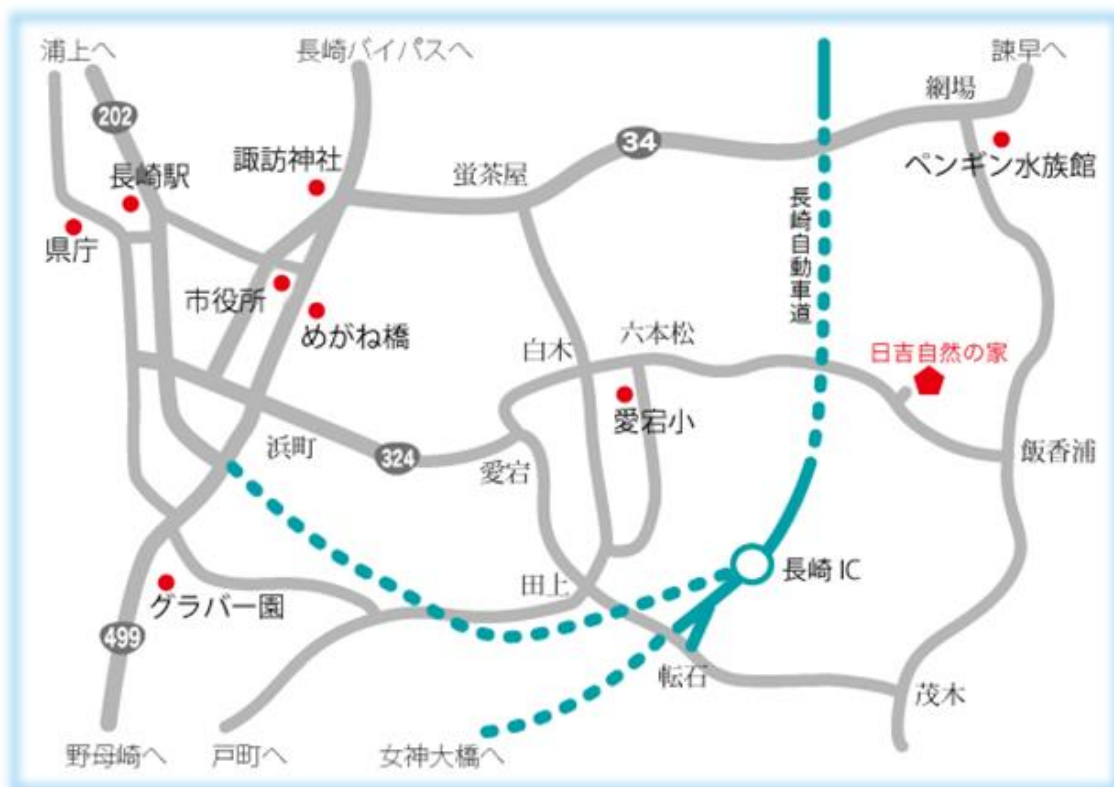 浦上へ
長崎バイパスへ
諫早へ
網場
202
34
ペンギン水族館
諏訪神社
長崎駅
蛍茶屋
県庁
長崎自動車道
市役所
めがね橋
白木
六本松
日吉自然の家
愛宕小
浜町
324
愛宕
飯香浦
田上
長崎 IC
グラバー園
499
転石
茂木
野母崎へ
戸町へ
女神大橋へ